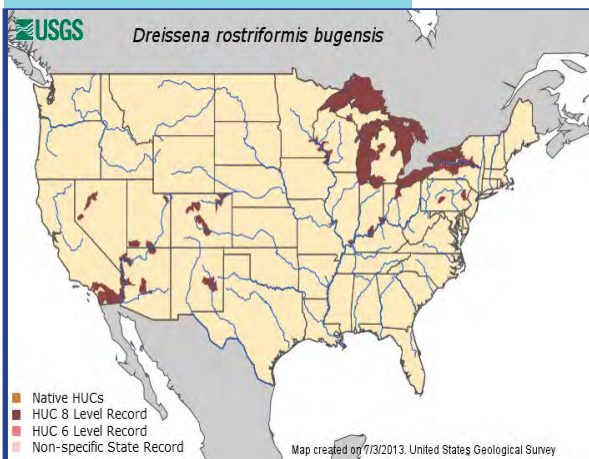 USGS
Dreissena rostriformis bugensis
Native HUCs
HUC 8 Level Record
HUC 6 Level Record
Non-specific State Record
Map created on 7/3/2013. United States Geological Survey